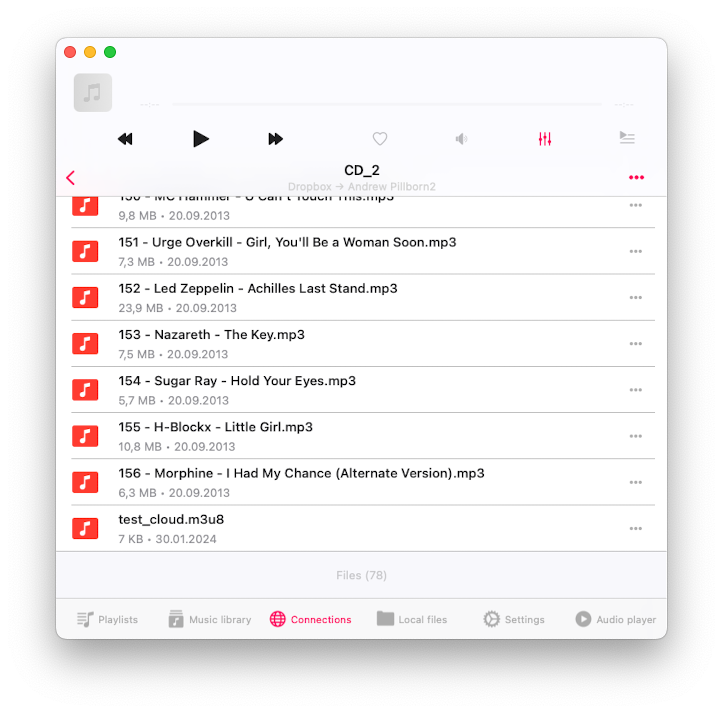 --:--
--:--
CD_2
Dropbox → Andrew Pillborn2
150 - MC Hammer - U Can't Touch This.mp3
9,8 MB • 20.09.2013
151 - Urge Overkill - Girl, You'll Be a Woman Soon.mp3
7,3 MB • 20.09.2013
152 - Led Zeppelin - Achilles Last Stand.mp3
23,9 MB • 20.09.2013
153 - Nazareth - The Key.mp3
7,5 MB • 20.09.2013
154 - Sugar Ray - Hold Your Eyes.mp3
5,7 MB • 20.09.2013
155 - H-Blockx - Little Girl.mp3
10,8 MB • 20.09.2013
156 - Morphine - I Had My Chance (Alternate Version).mp3
6,3 MB • 20.09.2013
test_cloud.m3u8
7 KB • 30.01.2024
Files (78)
Playlists
Music library
Connections
Local files
Settings
Audio player